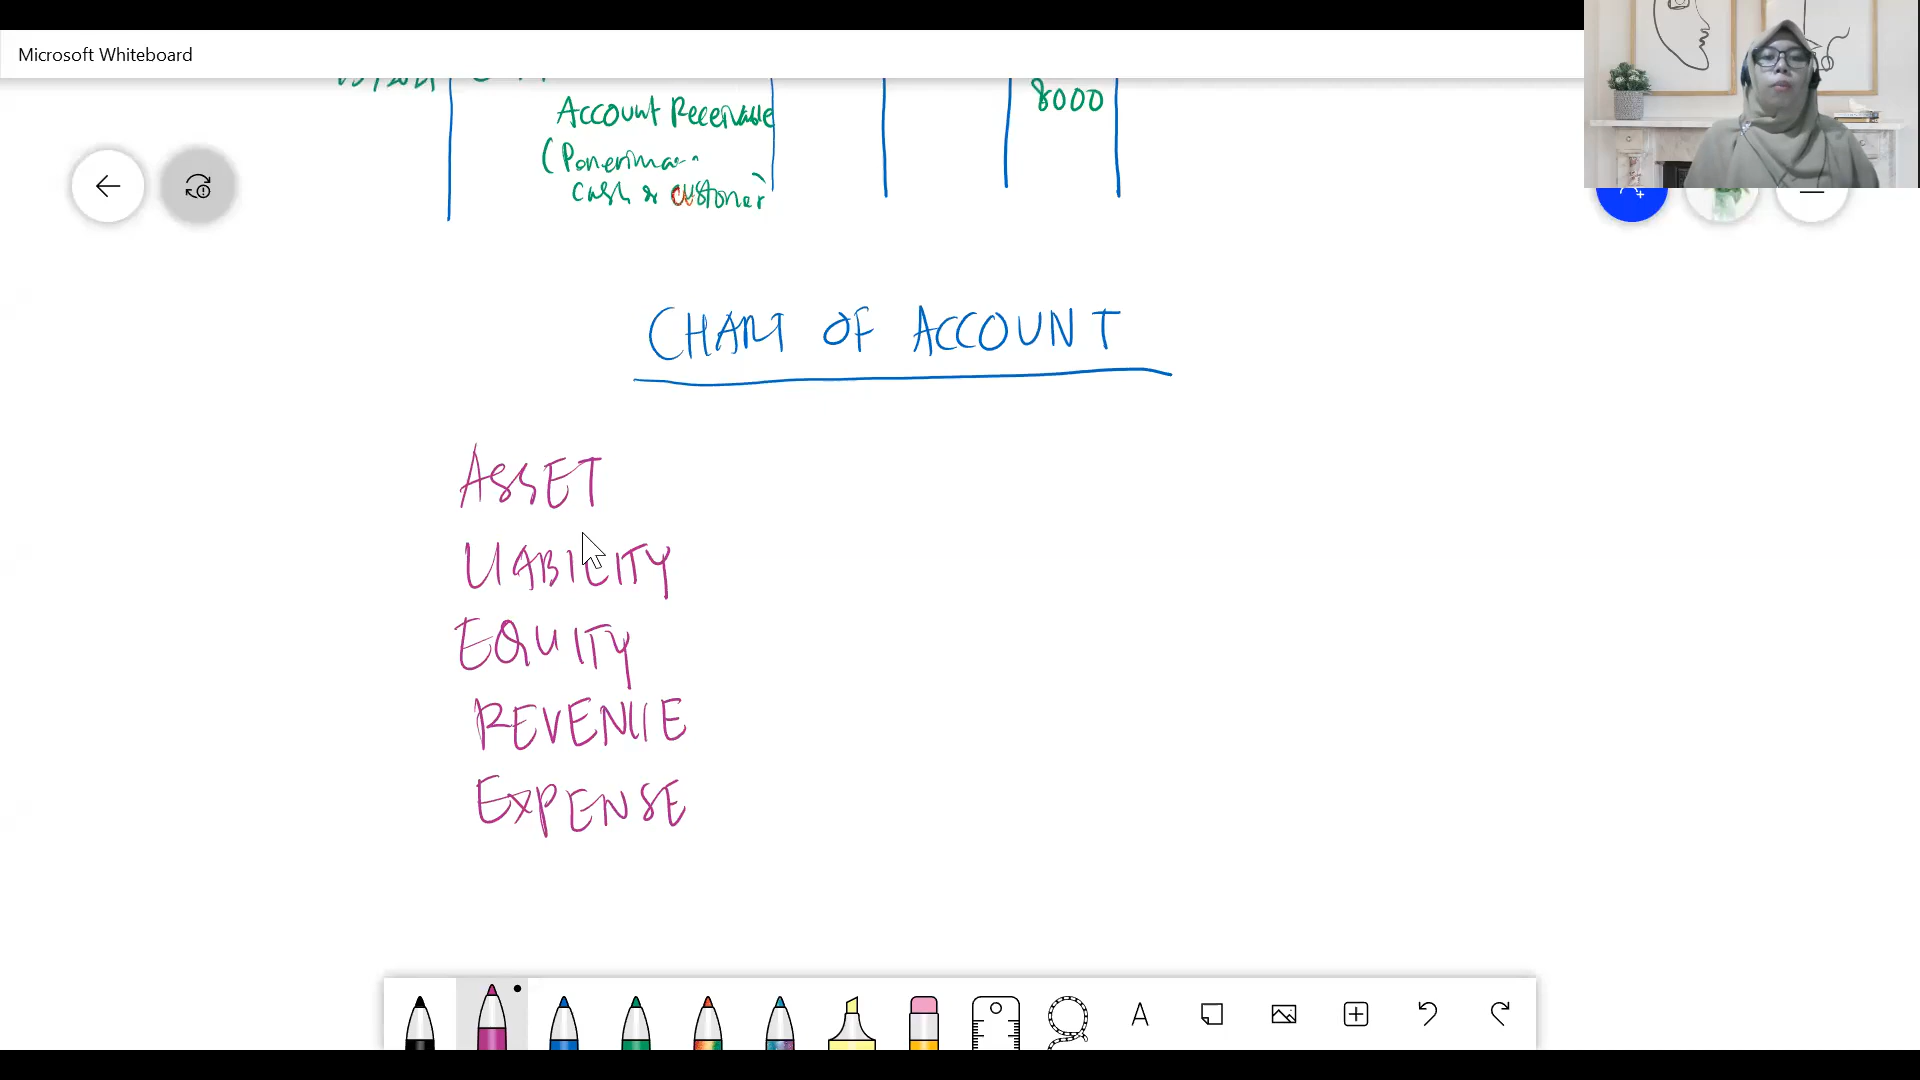 Microsoft Whiteboard
8000
Account Receivable
(Penerimaan
cash & customer)
CHART OF ACCOUNT
ASSET
LIABILITY
EQUITY
REVENUE
EXPENSE